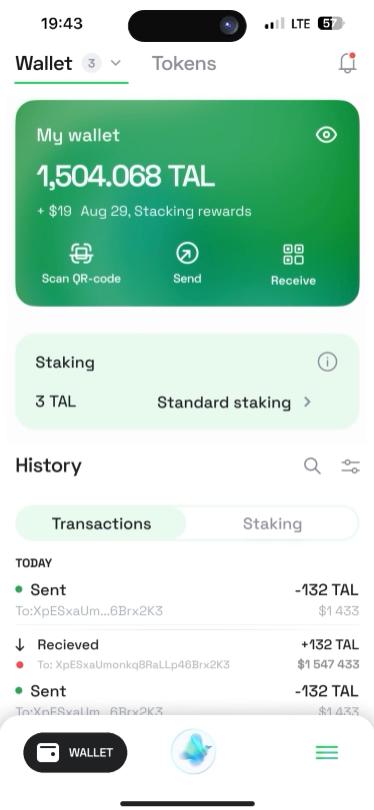 19:43 LTE 57
Wallet 3 Tokens
My wallet
1,504.068 TAL
+ $19 Aug 29, Stacking rewards
Scan QR-code Send Receive
Staking
3 TAL Standard staking
History
Transactions Staking
TODAY
Sent -132 TAL
To:XpESxaUm...6Brx2K3 $1 433
Recieved +132 TAL
To: XpESxaUmonkq8RaLLp46Brx2K3 $1 547 433
Sent -132 TAL
To:XpESxaUm...6Brx2K3 $1 433
WALLET